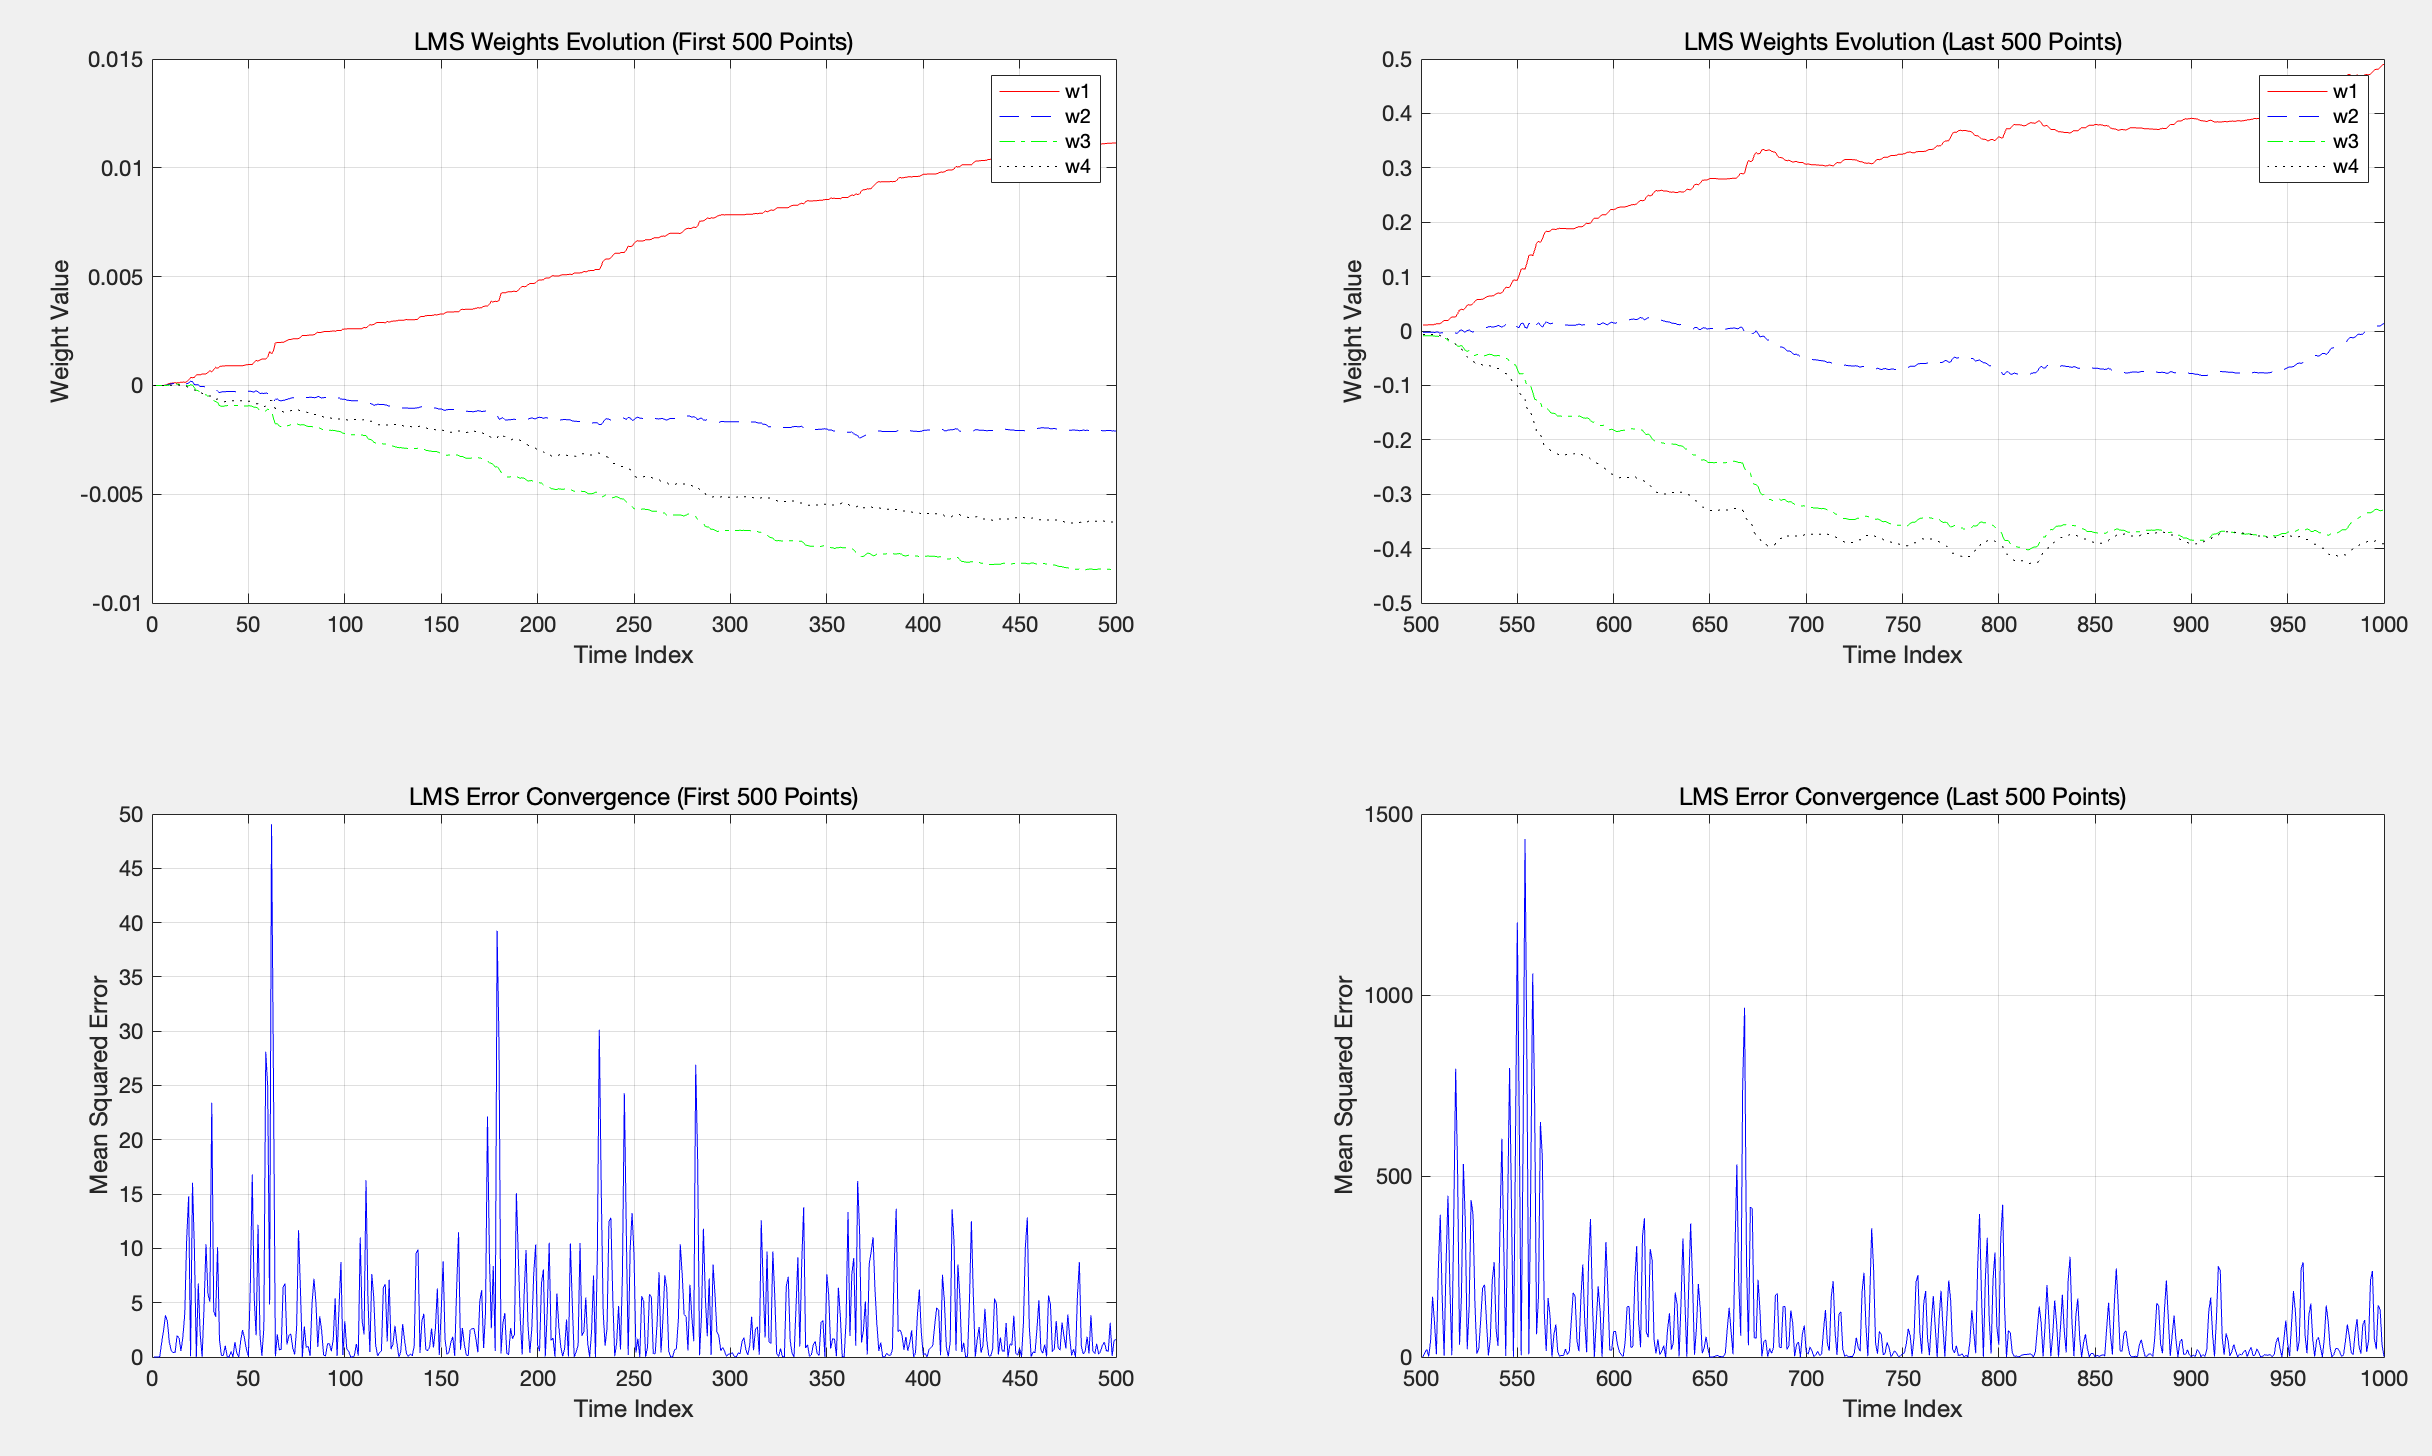 LMS Weights Evolution (First 500 Points)
0.015
0.01
0.005
0
-0.005
-0.01
Weight Value
w1
w2
w3
w4
0 50 100 150 200 250 300 350 400 450 500
Time Index
LMS Weights Evolution (Last 500 Points)
0.5
0.4
0.3
0.2
0.1
0
-0.1
-0.2
-0.3
-0.4
-0.5
Weight Value
w1
w2
w3
w4
500 550 600 650 700 750 800 850 900 950 1000
Time Index
LMS Error Convergence (First 500 Points)
50
45
40
35
30
25
20
15
10
5
0
Mean Squared Error
0 50 100 150 200 250 300 350 400 450 500
Time Index
LMS Error Convergence (Last 500 Points)
1500
1000
500
0
Mean Squared Error
500 550 600 650 700 750 800 850 900 950 1000
Time Index